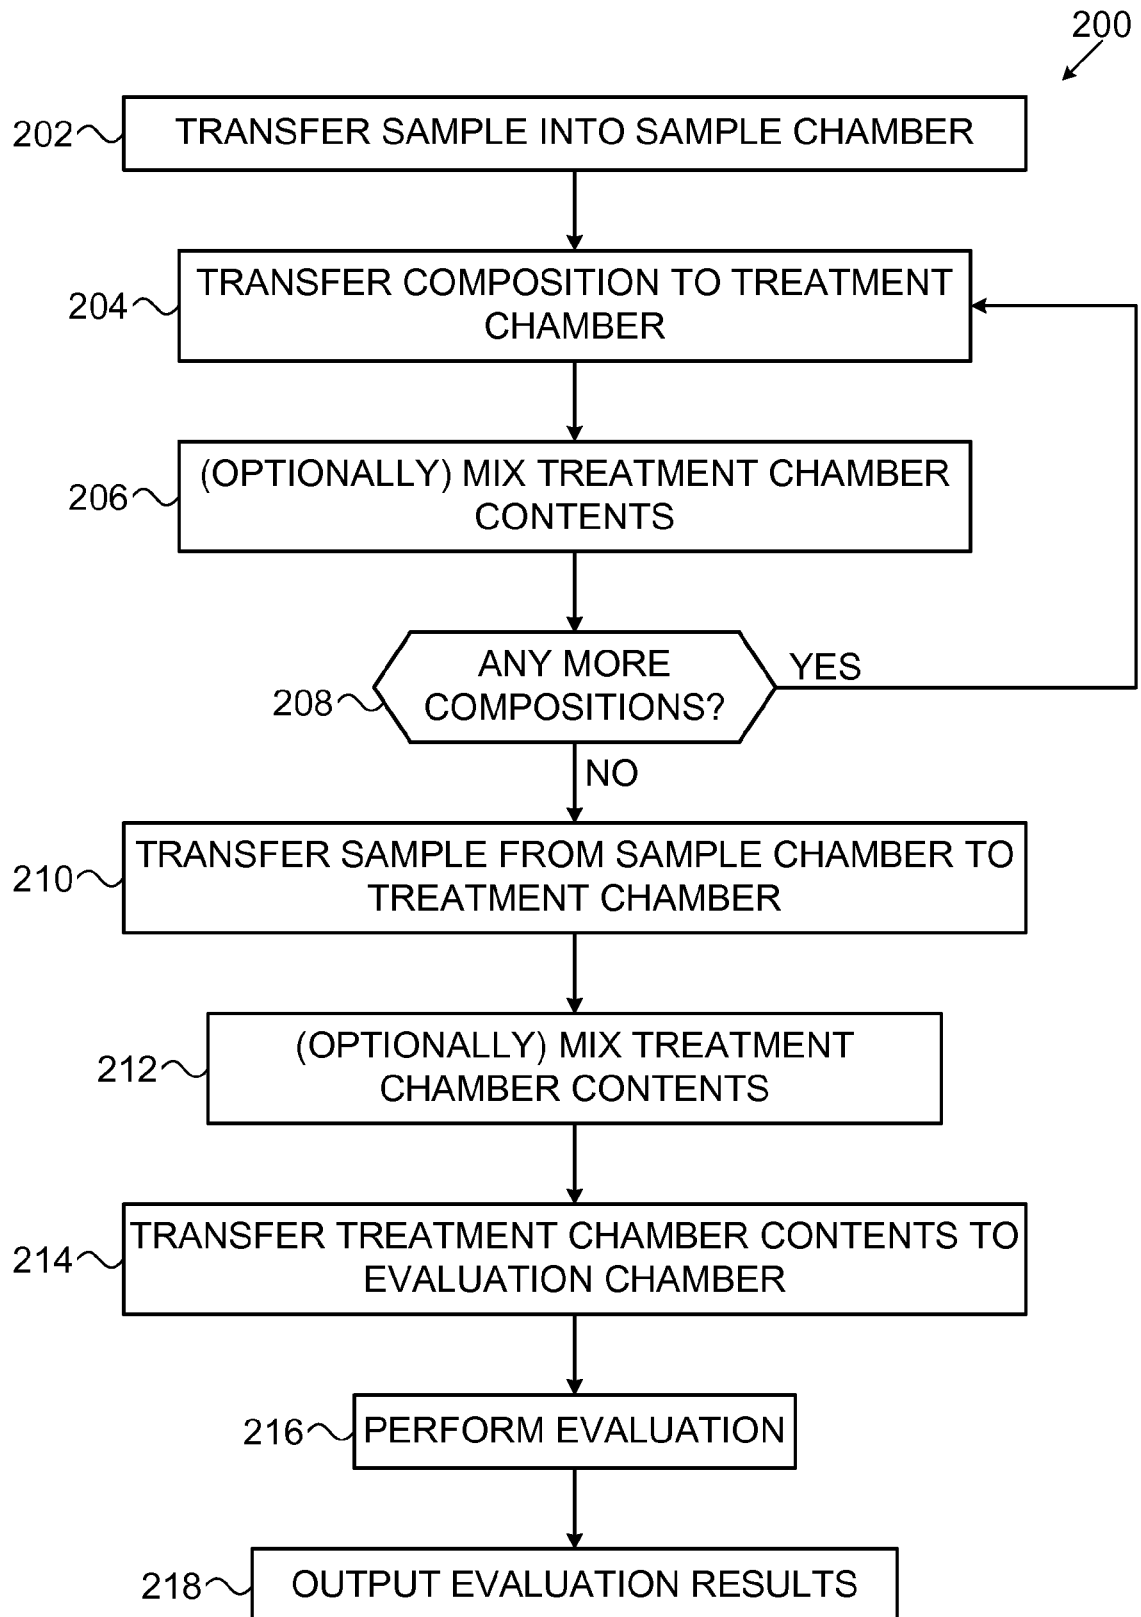 200
202
TRANSFER SAMPLE INTO SAMPLE CHAMBER
204
TRANSFER COMPOSITION TO TREATMENT
CHAMBER
206
(OPTIONALLY) MIX TREATMENT CHAMBER
CONTENTS
208
ANY MORE
COMPOSITIONS?
YES
NO
210
TRANSFER SAMPLE FROM SAMPLE CHAMBER TO
TREATMENT CHAMBER
212
(OPTIONALLY) MIX TREATMENT
CHAMBER CONTENTS
214
TRANSFER TREATMENT CHAMBER CONTENTS TO
EVALUATION CHAMBER
216
PERFORM EVALUATION
218
OUTPUT EVALUATION RESULTS